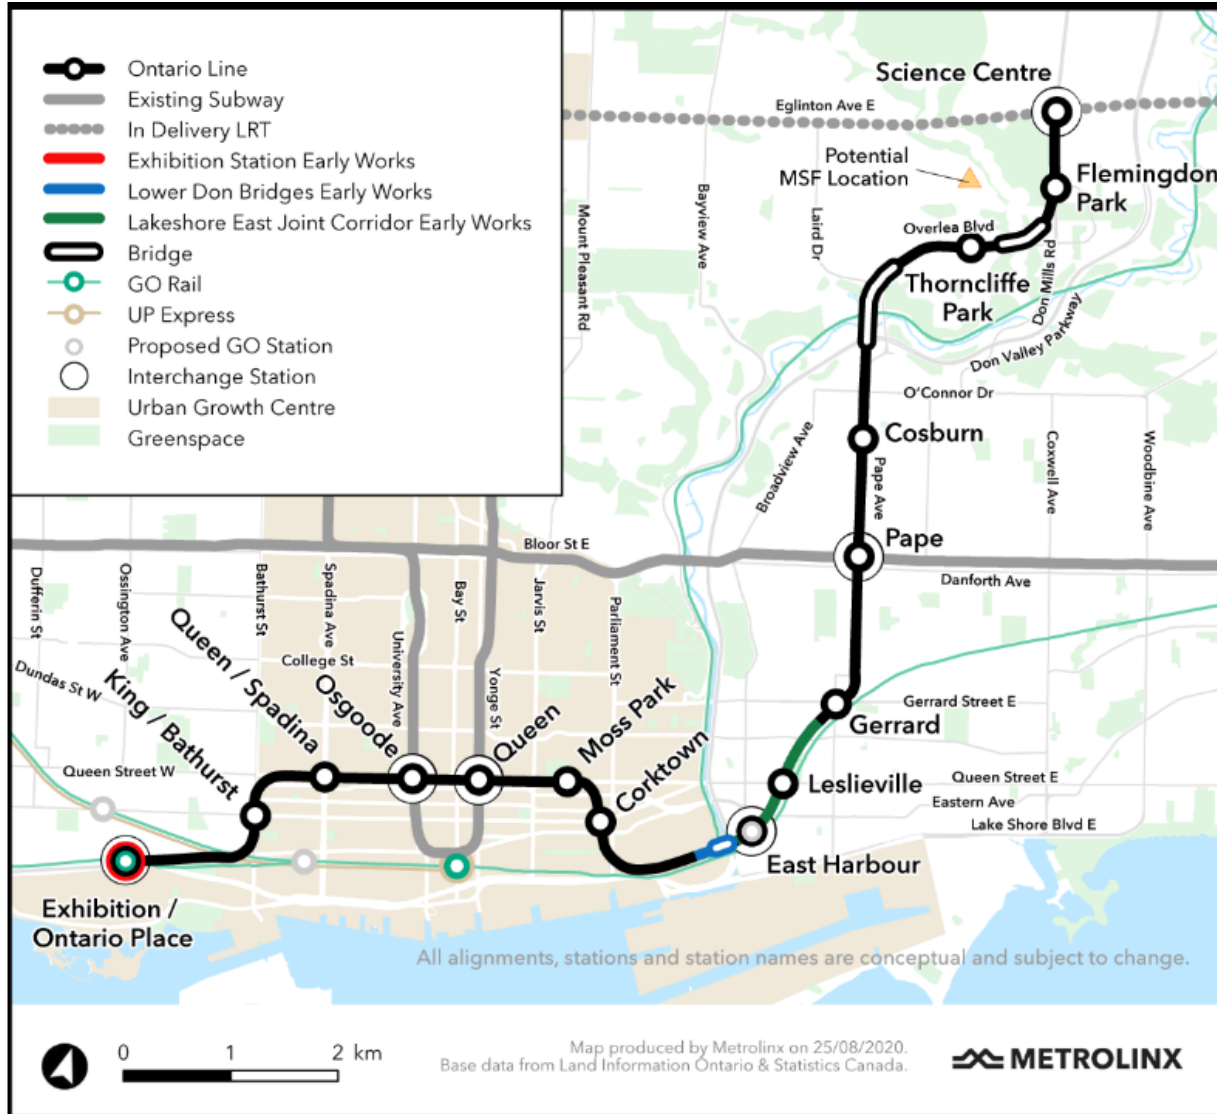 Ontario Line
Existing Subway
In Delivery LRT
Exhibition Station Early Works
Lower Don Bridges Early Works
Lakeshore East Joint Corridor Early Works
Bridge
GO Rail
UP Express
Proposed GO Station
Interchange Station
Urban Growth Centre
Greenspace
Science Centre
Eglinton Ave E
Potential
MSF Location
Flemingdon
Park
Mount Pleasant Rd
Bayview Ave
Laird Dr
Overlea Blvd
Don Mills Rd
Thorncliffe
Park
Don Valley Parkway
O'Connor Dr
Cosburn
Broadview Ave
Pape Ave
Coxwell Ave
Woodbine Ave
Pape
Bloor St E
Danforth Ave
Dufferin St
Ossington Ave
Bathurst St
Spadina Ave
University Ave
Bay St
Yonge St
Jarvis St
Parliament St
College St
Dundas St W
King / Bathurst
Queen / Spadina
Osgoode
Queen
Moss Park
Corktown
Gerrard Street E
Gerrard
Queen Street W
Leslieville
Queen Street E
Eastern Ave
Lake Shore Blvd E
East Harbour
Exhibition /
Ontario Place
All alignments, stations and station names are conceptual and subject to change.
0 1 2 km
Map produced by Metrolinx on 25/08/2020.
Base data from Land Information Ontario & Statistics Canada.
METROLINX